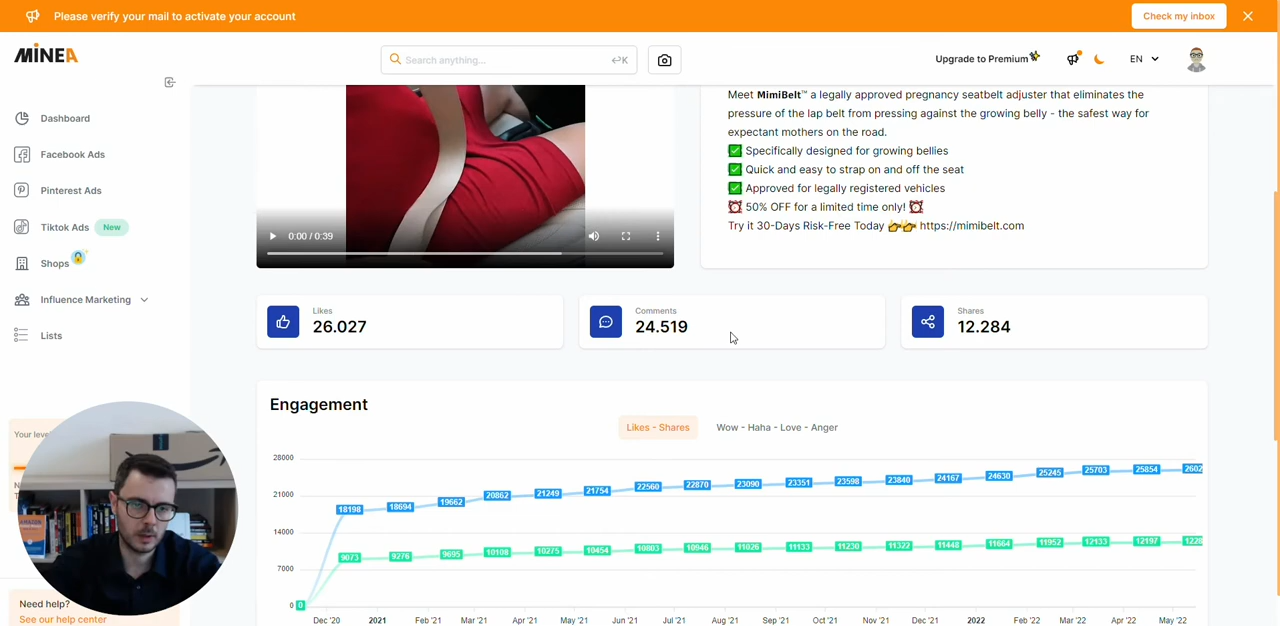 Please verify your mail to activate your account
Check my inbox
MINEA
Search anything...
K
Upgrade to Premium
EN
Dashboard
Facebook Ads
Pinterest Ads
Tiktok Ads New
Shops
Influence Marketing
Lists
Meet MimiBelt™ a legally approved pregnancy seatbelt adjuster that eliminates the
pressure of the lap belt from pressing against the growing belly - the safest way for
expectant mothers on the road.
✅ Specifically designed for growing bellies
✅ Quick and easy to strap on and off the seat
✅ Approved for legally registered vehicles
⏰ 50% OFF for a limited time only! ⏰
Try it 30-Days Risk-Free Today 👉👉 https://mimibelt.com
0:00 / 0:39
Likes
26.027
Comments
24.519
Shares
12.284
Engagement
Likes - Shares
Wow - Haha - Love - Anger
28000
21000
14000
7000
0
18198 18694 19662 20862 21249 21754 22560 22870 23090 23351 23598 23840 24167 24630 25245 25703 25854 2602
0 9073 9276 9695 10108 10275 10454 10803 10946 11026 11133 11230 11322 11448 11664 11952 12133 12197 1228
Dec '20 2021 Feb '21 Mar '21 Apr '21 May '21 Jun '21 Jul '21 Aug '21 Sep '21 Oct '21 Nov '21 Dec '21 2022 Feb '22 Mar '22 Apr '22 May '22
Your leve
N
T
AMAZON
Need help?
See our help center